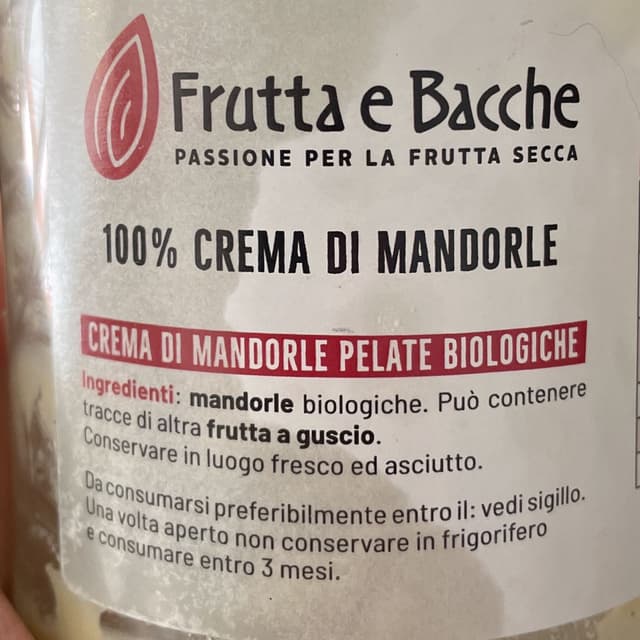 Frutta e Bacche
PASSIONE PER LA FRUTTA SECCA
100% CREMA DI MANDORLE
CREMA DI MANDORLE PELATE BIOLOGICHE
Ingredienti: mandorle biologiche. Può contenere
tracce di altra frutta a guscio.
Conservare in luogo fresco ed asciutto.
Da consumarsi preferibilmente entro il: vedi sigillo.
Una volta aperto non conservare in frigorifero
e consumare entro 3 mesi.